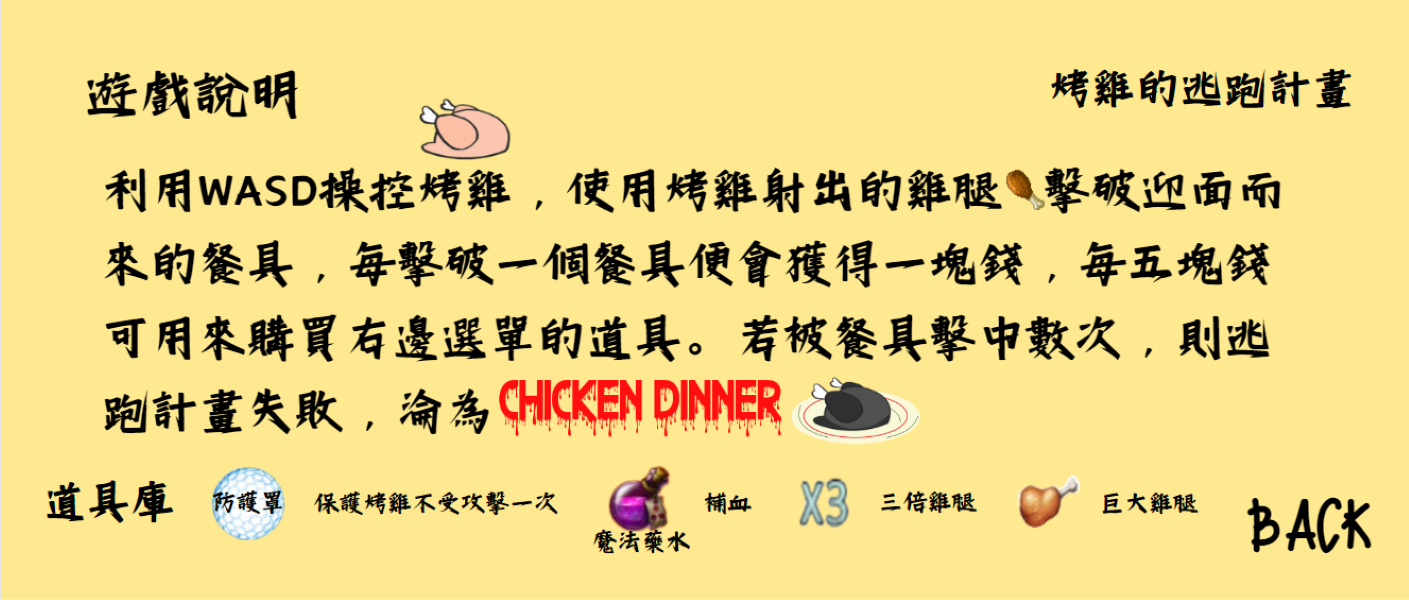 遊戲說明
烤雞的逃跑計畫
利用WASD操控烤雞，使用烤雞射出的雞腿擊破迎面而
來的餐具，每擊破一個餐具便會獲得一塊錢，每五塊錢
可用來購買右邊選單的道具。若被餐具擊中數次，則逃
跑計畫失敗，淪為CHICKEN DINNER
道具庫 防護罩 保護烤雞不受攻擊一次 補血 X3 三倍雞腿 巨大雞腿
魔法藥水
BACK